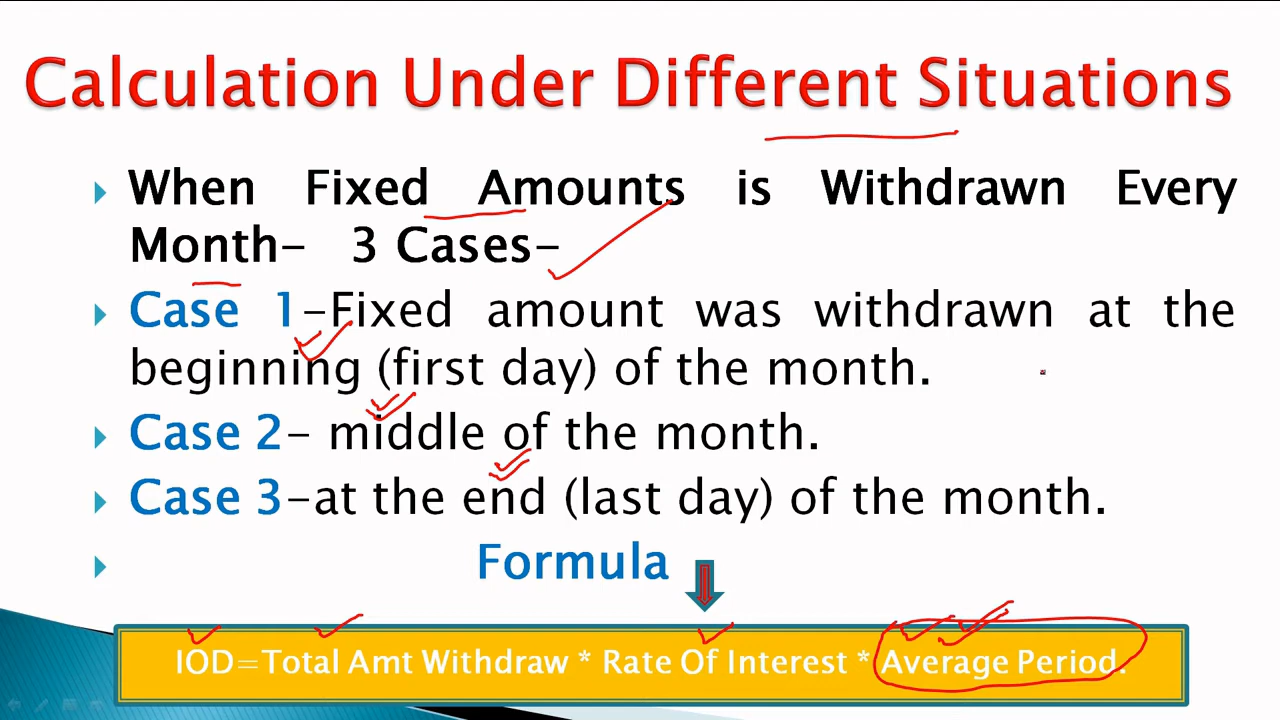 Calculation Under Different Situations
When Fixed Amounts is Withdrawn Every
Month- 3 Cases-
Case 1-Fixed amount was withdrawn at the
beginning (first day) of the month.
Case 2- middle of the month.
Case 3-at the end (last day) of the month.
Formula
IOD=Total Amt Withdraw * Rate Of Interest * Average Period.